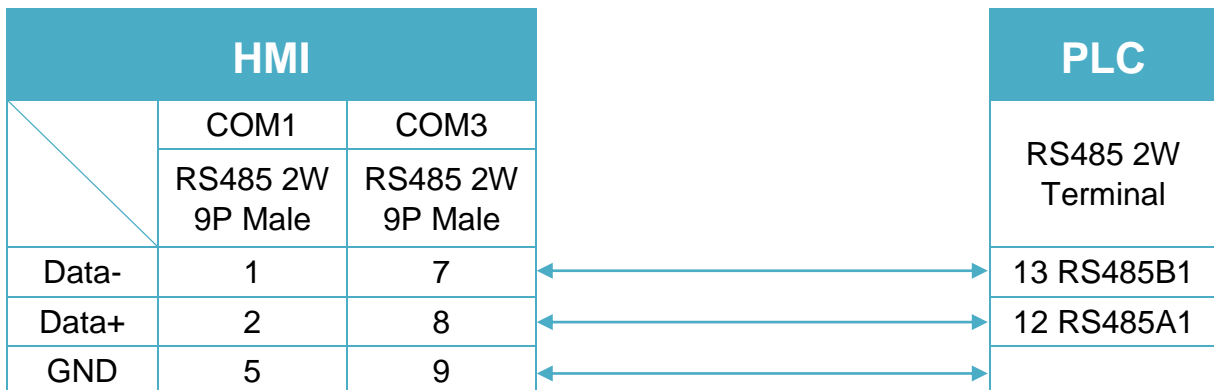 HMI
PLC
COM1 COM3
RS485 2W RS485 2W
9P Male 9P Male
RS485 2W
Terminal
Data- 1 7 13 RS485B1
Data+ 2 8 12 RS485A1
GND 5 9